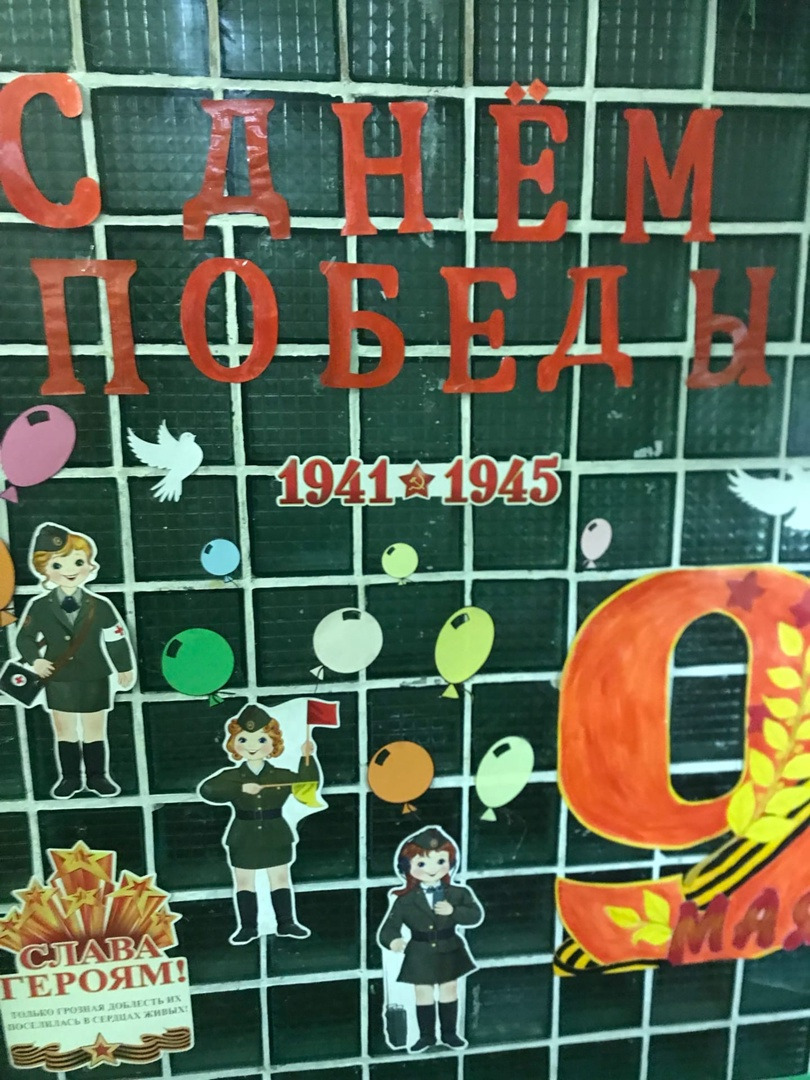 С ДНЁМ
ПОБЕДЫ
1941 1945
9
МАЯ
СЛАВА
ГЕРОЯМ!
ТОЛЬКО ГРОЗНАЯ ДОБЛЕСТЬ ИХ
ПОСЕЛИЛАСЬ В СЕРДЦАХ ЖИВЫХ!